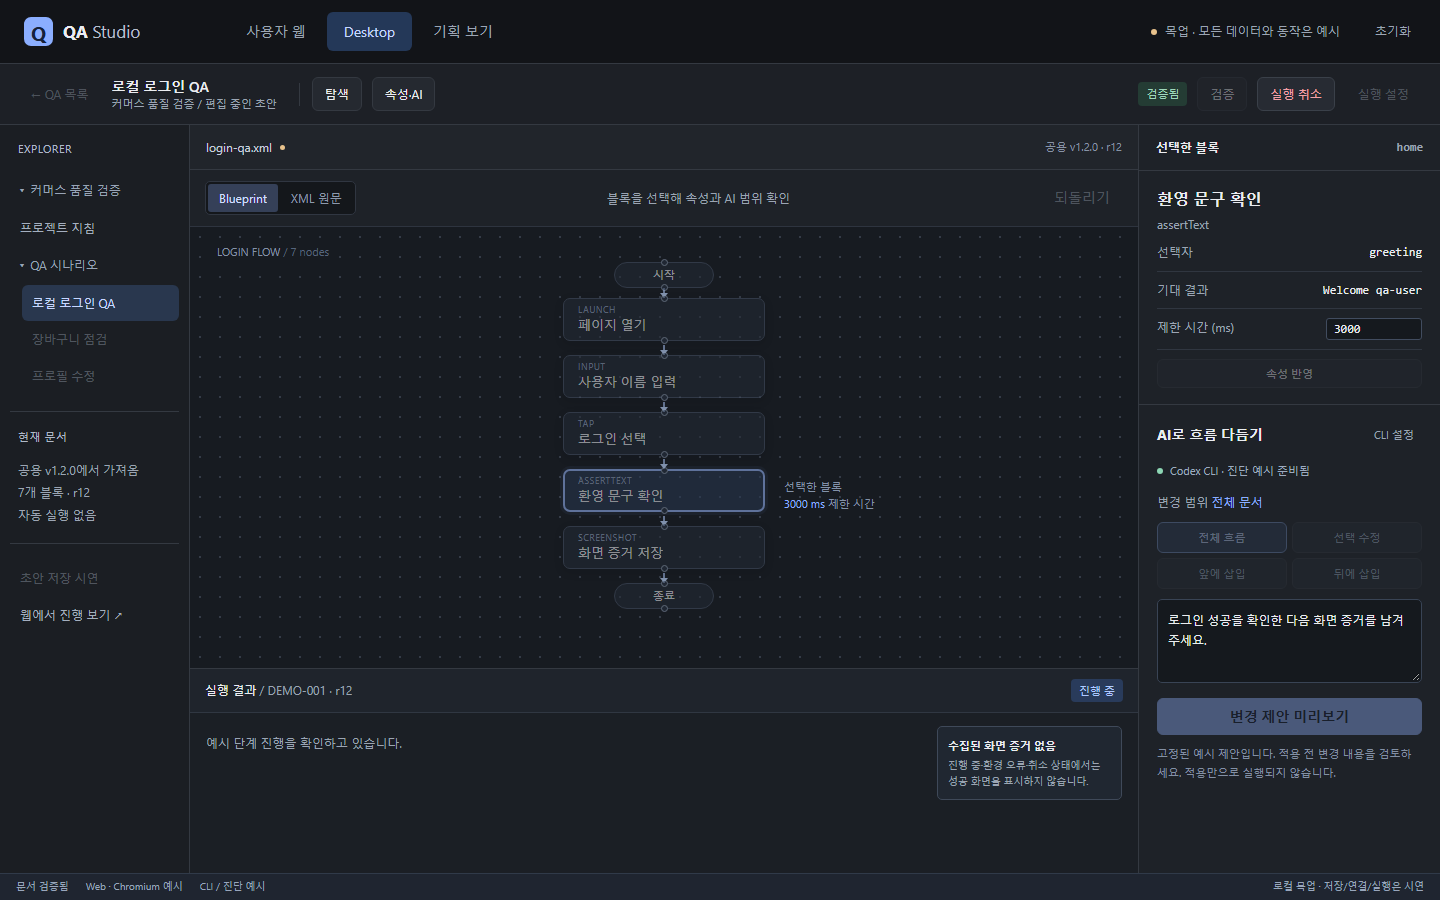 Q QA Studio
사용자 웹
Desktop
기획 보기
목업 · 모든 데이터와 동작은 예시
초기화
← QA 목록
로컬 로그인 QA
커머스 품질 검증 / 편집 중인 초안
탐색
속성·AI
검증됨
검증
실행 취소
실행 설정
EXPLORER
▾ 커머스 품질 검증
프로젝트 지침
▾ QA 시나리오
로컬 로그인 QA
장바구니 점검
프로필 수정
현재 문서
공용 v1.2.0에서 가져옴
7개 블록 · r12
자동 실행 없음
초안 저장 시연
웹에서 진행 보기 ↗
login-qa.xml
공용 v1.2.0 · r12
Blueprint
XML 원문
블록을 선택해 속성과 AI 범위 확인
되돌리기
LOGIN FLOW / 7 nodes
시작
LAUNCH
페이지 열기
INPUT
사용자 이름 입력
TAP
로그인 선택
ASSERTTEXT
환영 문구 확인
선택한 블록
3000 ms 제한 시간
SCREENSHOT
화면 증거 저장
종료
실행 결과 / DEMO-001 · r12
진행 중
예시 단계 진행을 확인하고 있습니다.
수집된 화면 증거 없음
진행 중·환경 오류·취소 상태에서는
성공 화면을 표시하지 않습니다.
선택한 블록
home
환영 문구 확인
assertText
선택자
greeting
기대 결과
Welcome qa-user
제한 시간 (ms)
3000
속성 반영
AI로 흐름 다듬기
CLI 설정
Codex CLI · 진단 예시 준비됨
변경 범위 전체 문서
전체 흐름
선택 수정
앞에 삽입
뒤에 삽입
로그인 성공을 확인한 다음 화면 증거를 남겨
주세요.
변경 제안 미리보기
고정된 예시 제안입니다. 적용 전 변경 내용을 검토하
세요. 적용만으로 실행되지 않습니다.
문서 검증됨
Web · Chromium 예시
CLI / 진단 예시
로컬 목업 · 저장/연결/실행은 시연